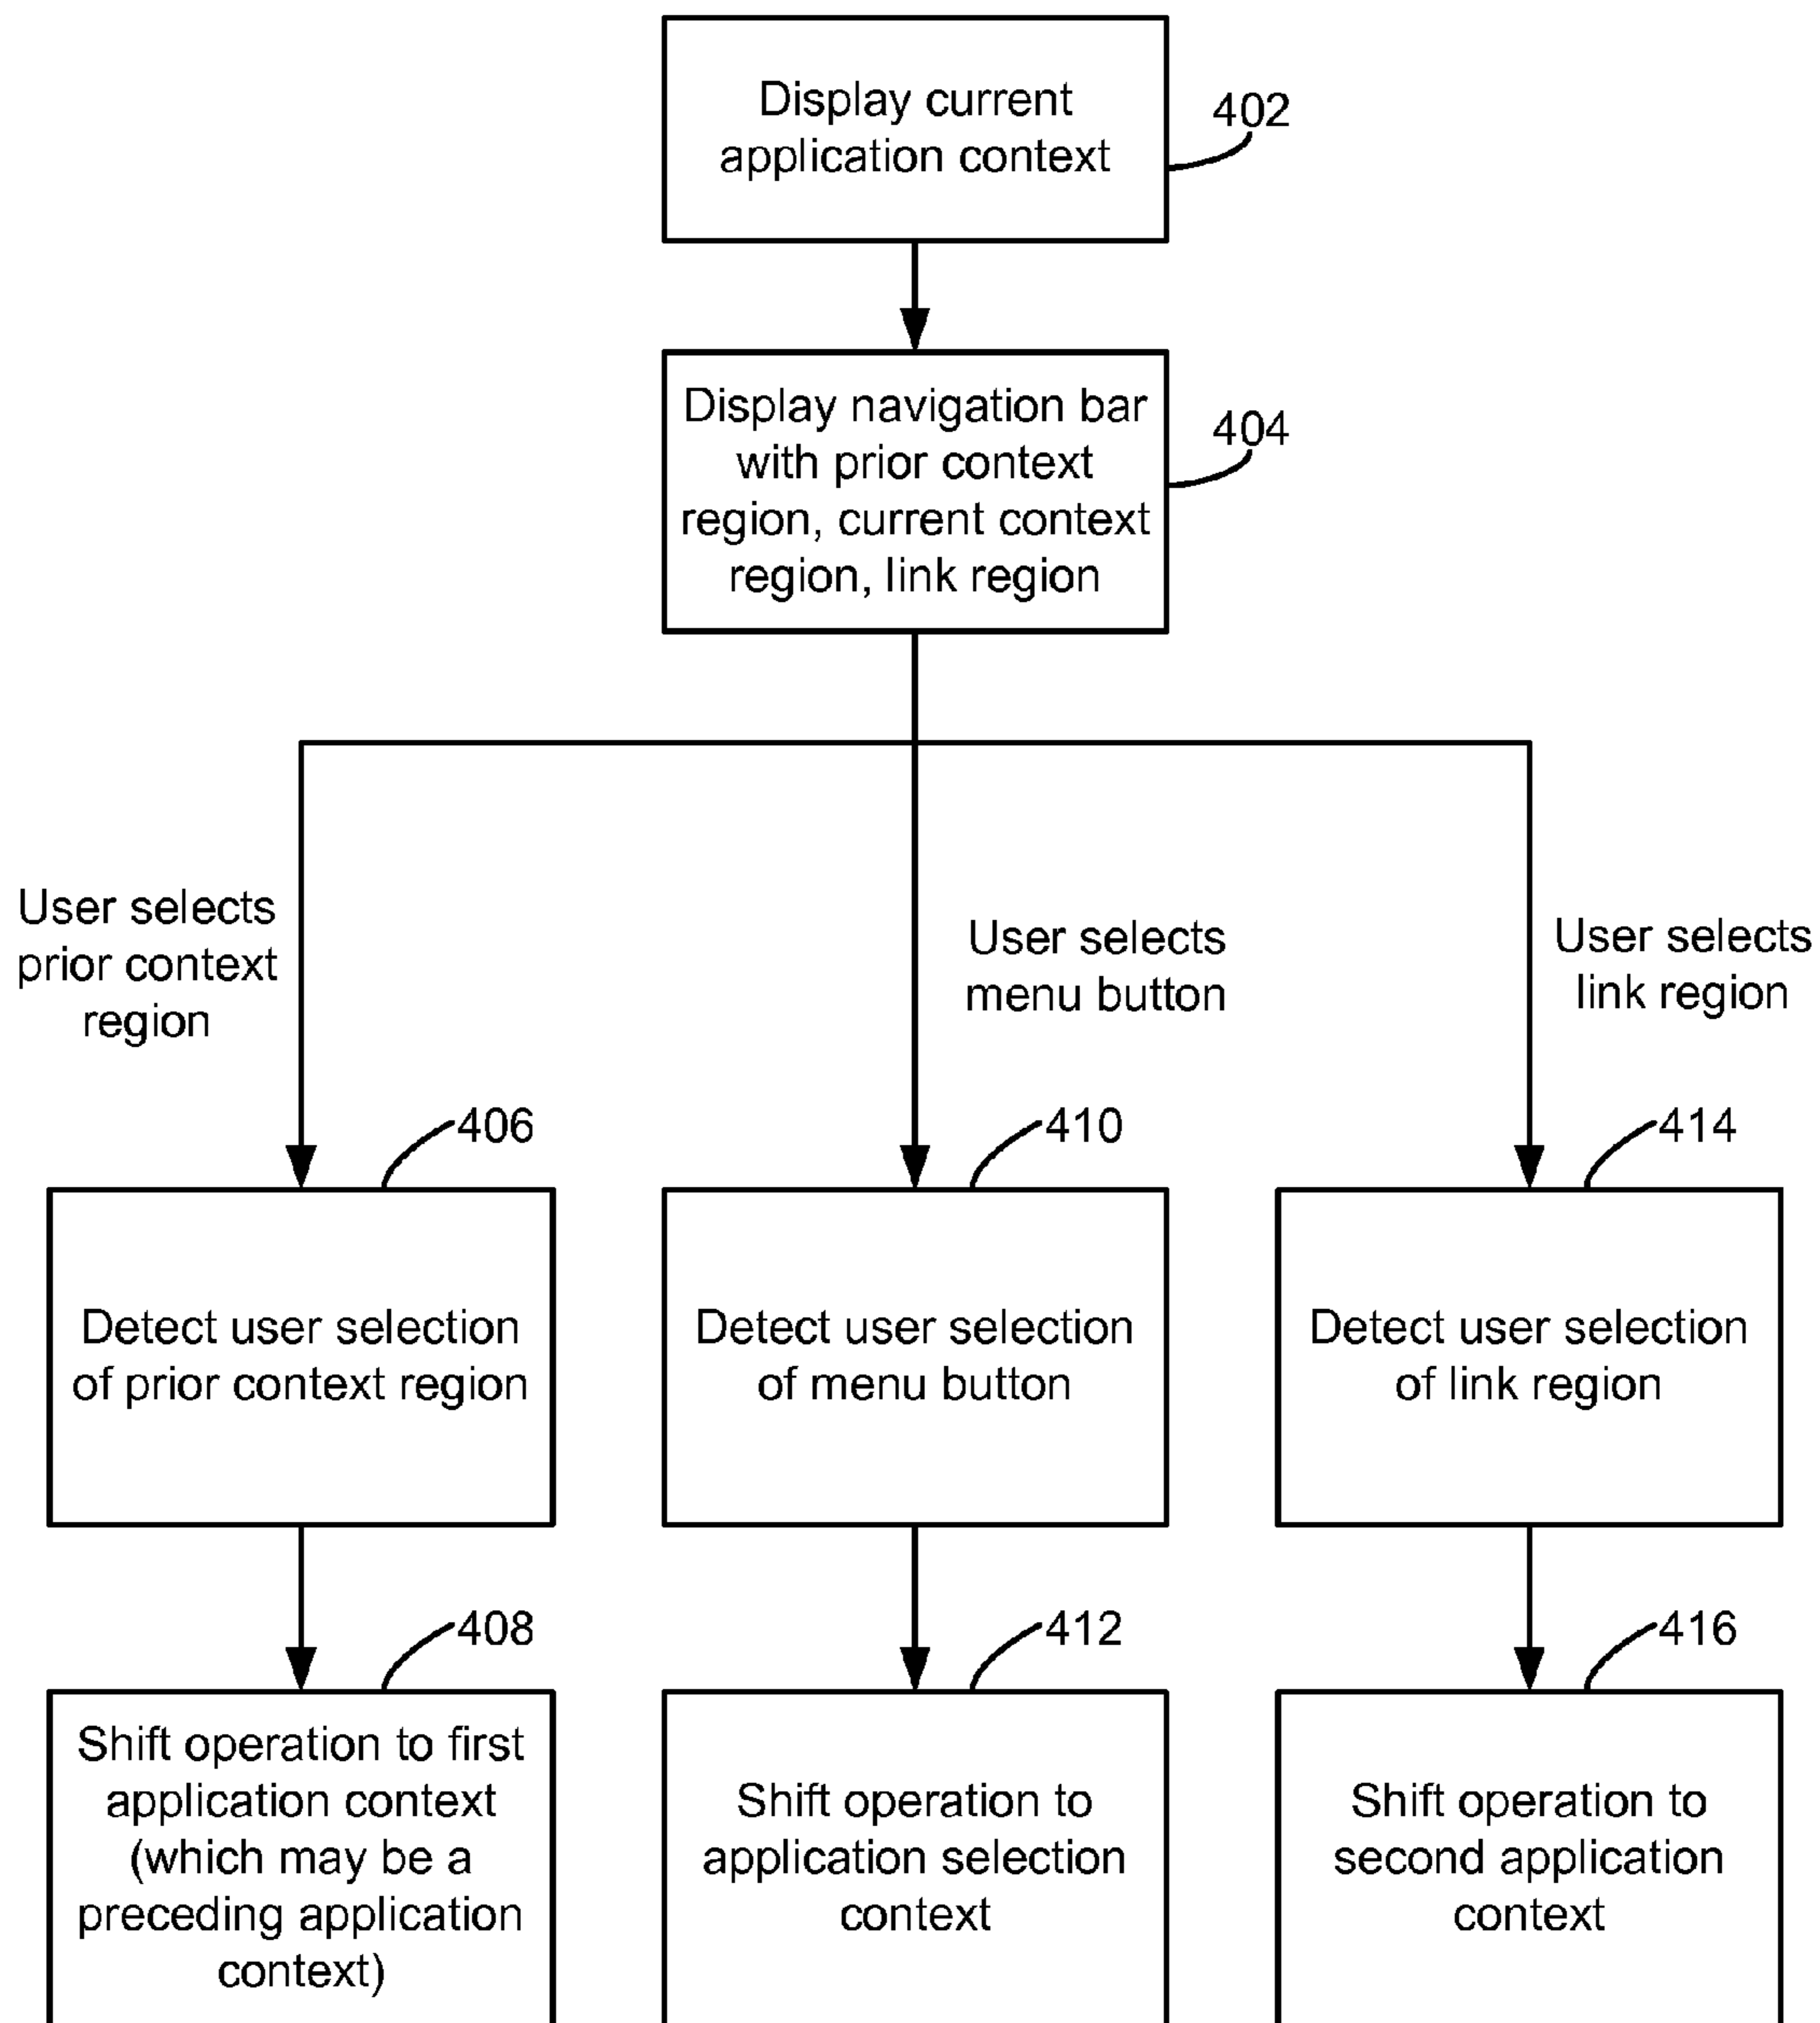 Display current
application context
402
Display navigation bar
with prior context
region, current context
region, link region
404
User selects
prior context
region
User selects
menu button
User selects
link region
406
410
414
Detect user selection
of prior context region
Detect user selection
of menu button
Detect user selection
of link region
408
412
416
Shift operation to first
application context
(which may be a
preceding application
context)
Shift operation to
application selection
context
Shift operation to
second application
context